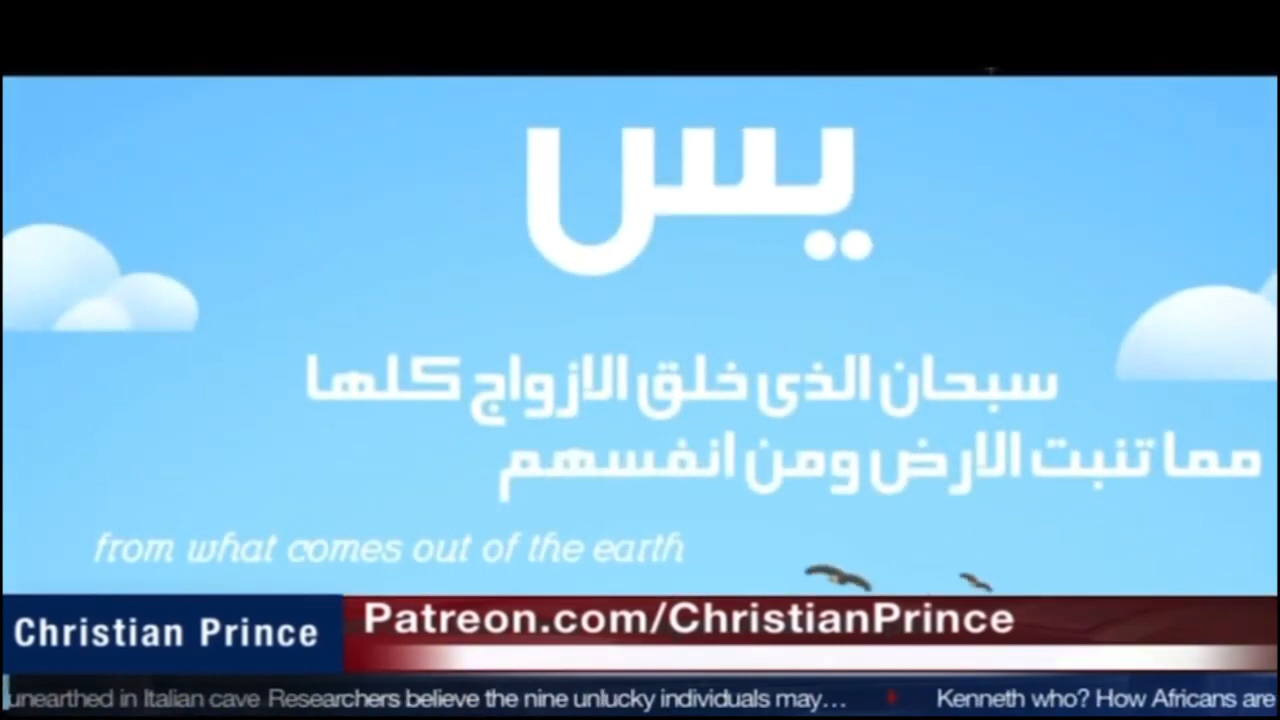 يس
سبحان الذى خلق الازواج كلها
مما تنبت الارض ومن انفسهم
from what comes out of the earth
Christian Prince
Patreon.com/ChristianPrince
unearthed in Italian cave Researchers believe the nine unlucky individuals may... Kenneth who? How Africans are